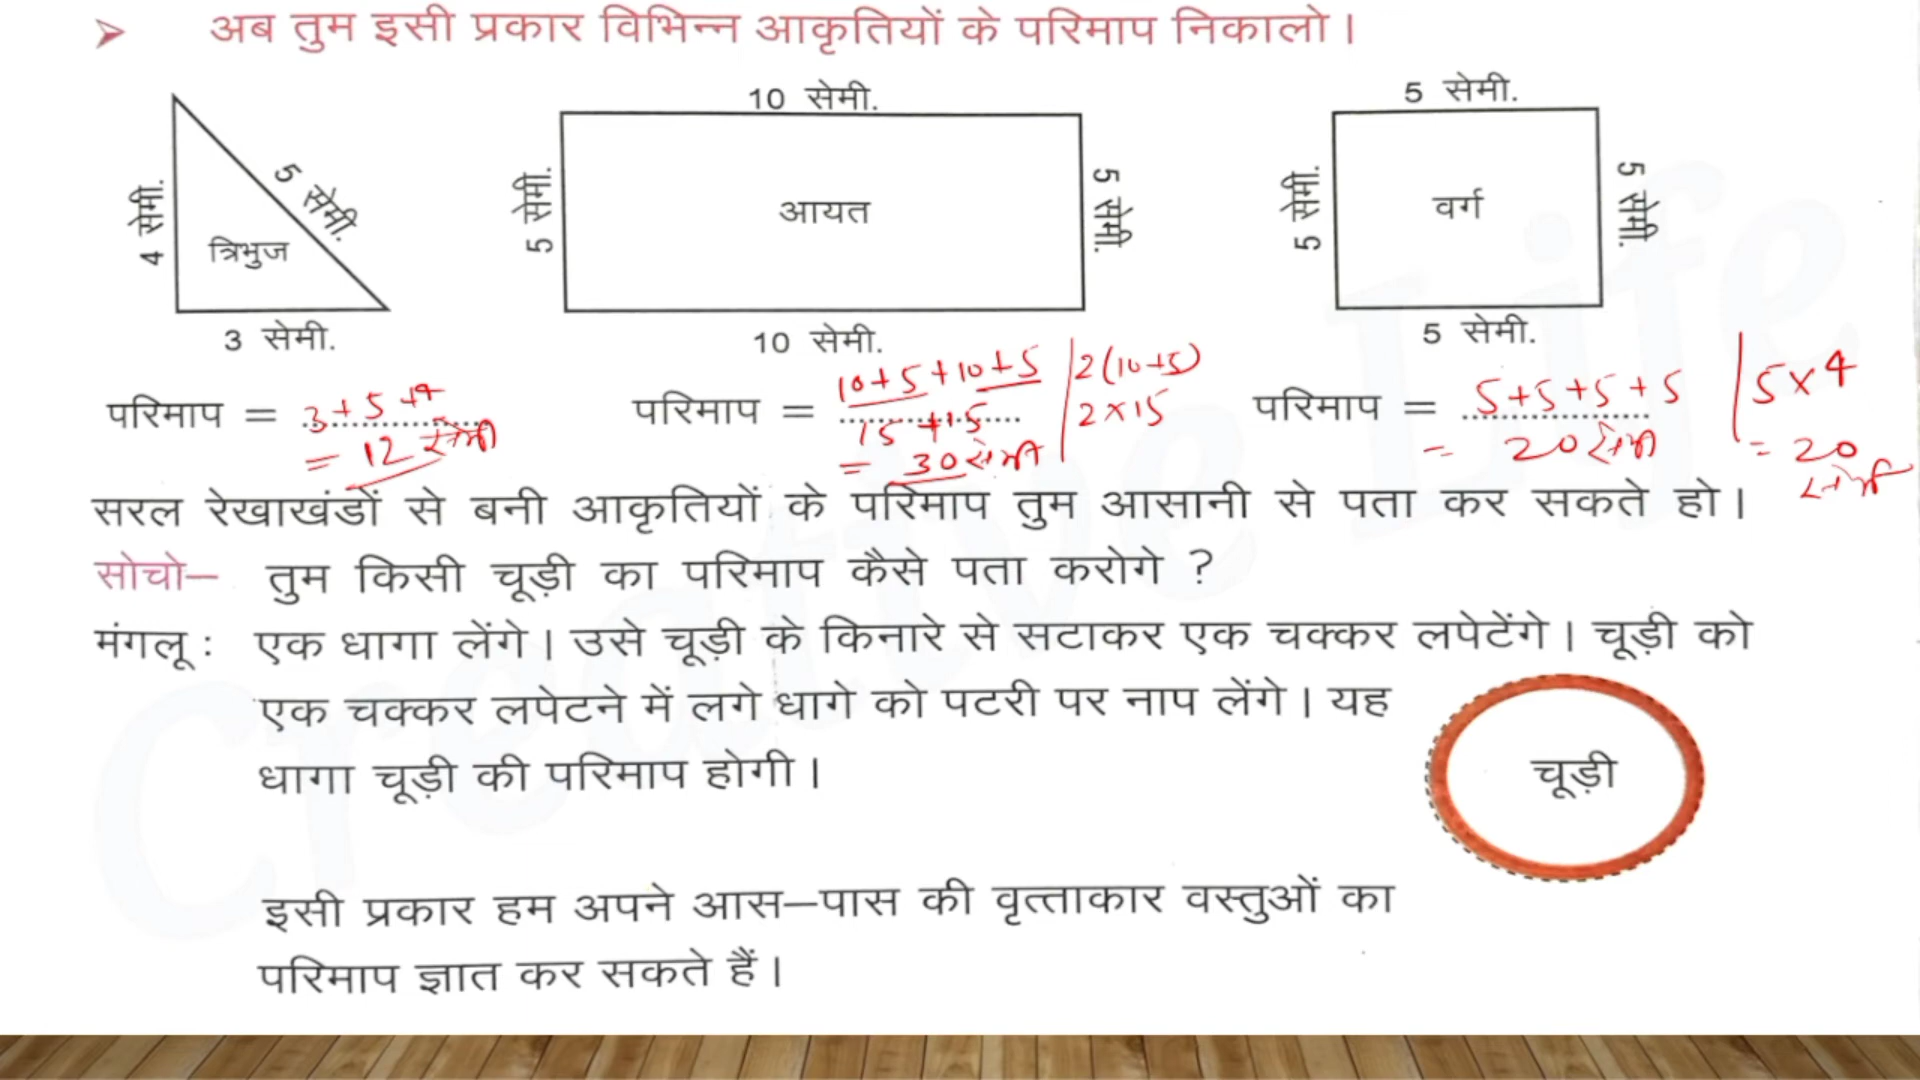 ➢ अब तुम इसी प्रकार विभिन्न आकृतियों के परिमाप निकालो।
10 सेमी.
5 सेमी.
4 सेमी.
5 सेमी.
त्रिभुज
3 सेमी.
5 सेमी.
आयत
5 सेमी.
10 सेमी.
5 सेमी.
वर्ग
5 सेमी.
5 सेमी.
परिमाप = 3+5+4
= 12 सेमी
परिमाप = 10+5+10+5
15+15
= 30 सेमी
2(10+5)
2×15
परिमाप = 5+5+5+5
= 20 सेमी
5×4
= 20
सेमी
सरल रेखाखंडों से बनी आकृतियों के परिमाप तुम आसानी से पता कर सकते हो।
सोचो– तुम किसी चूड़ी का परिमाप कैसे पता करोगे ?
मंगलू : एक धागा लेंगे। उसे चूड़ी के किनारे से सटाकर एक चक्कर लपेटेंगे। चूड़ी को
एक चक्कर लपेटने में लगे धागे को पटरी पर नाप लेंगे। यह
धागा चूड़ी की परिमाप होगी।
चूड़ी
इसी प्रकार हम अपने आस–पास की वृत्ताकार वस्तुओं का
परिमाप ज्ञात कर सकते हैं।
Creative Life